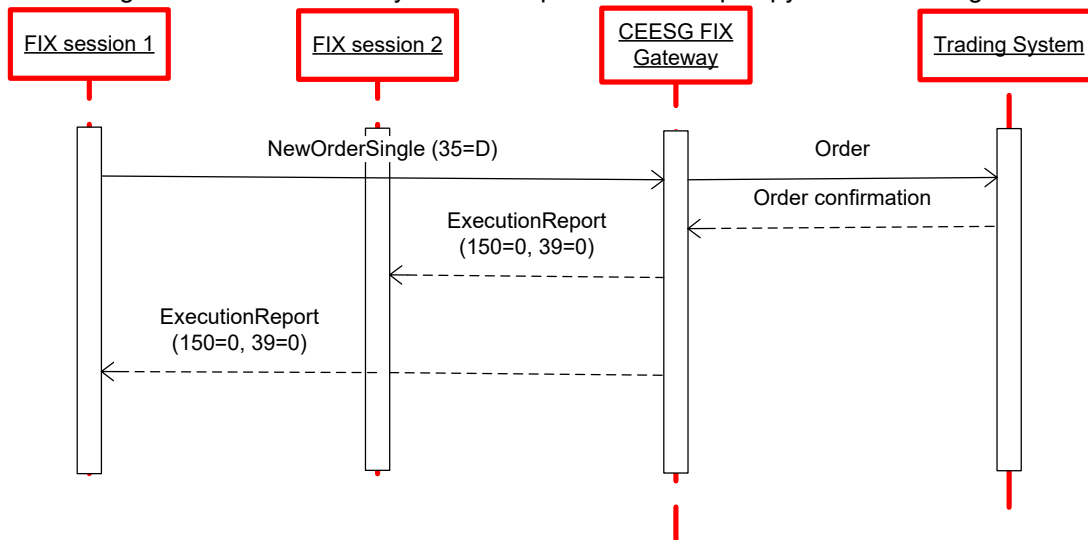 FIX session 1
FIX session 2
CEESG FIX
Gateway
Trading System
NewOrderSingle (35=D)
Order
Order confirmation
ExecutionReport
(150=0, 39=0)
ExecutionReport
(150=0, 39=0)